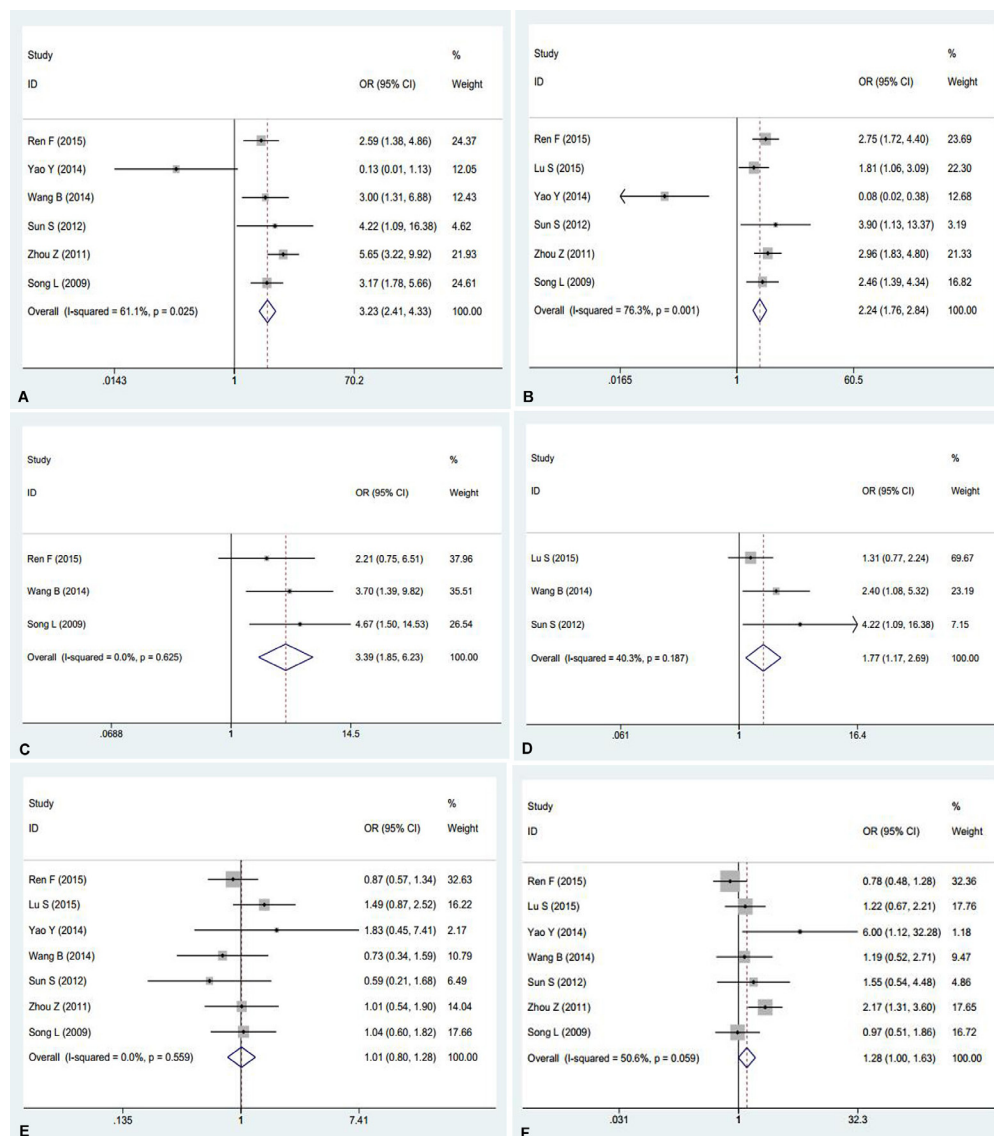 Study %
ID OR (95% CI) Weight
Ren F (2015) 2.59 (1.38, 4.86) 24.37
Yao Y (2014) 0.13 (0.01, 1.13) 12.05
Wang B (2014) 3.00 (1.31, 6.88) 12.43
Sun S (2012) 4.22 (1.09, 16.38) 4.62
Zhou Z (2011) 5.65 (3.22, 9.92) 21.93
Song L (2009) 3.17 (1.78, 5.66) 24.61
Overall (I-squared = 61.1%, p = 0.025) 3.23 (2.41, 4.33) 100.00
.0143 1 70.2
A
Study %
ID OR (95% CI) Weight
Ren F (2015) 2.75 (1.72, 4.40) 23.69
Lu S (2015) 1.81 (1.06, 3.09) 22.30
Yao Y (2014) 0.08 (0.02, 0.38) 12.68
Sun S (2012) 3.90 (1.13, 13.37) 3.19
Zhou Z (2011) 2.96 (1.83, 4.80) 21.33
Song L (2009) 2.46 (1.39, 4.34) 16.82
Overall (I-squared = 76.3%, p = 0.001) 2.24 (1.76, 2.84) 100.00
.0165 1 60.5
B
Study %
ID OR (95% CI) Weight
Ren F (2015) 2.21 (0.75, 6.51) 37.96
Wang B (2014) 3.70 (1.39, 9.82) 35.51
Song L (2009) 4.67 (1.50, 14.53) 26.54
Overall (I-squared = 0.0%, p = 0.625) 3.39 (1.85, 6.23) 100.00
.0688 1 14.5
C
Study %
ID OR (95% CI) Weight
Lu S (2015) 1.31 (0.77, 2.24) 69.67
Wang B (2014) 2.40 (1.08, 5.32) 23.19
Sun S (2012) 4.22 (1.09, 16.38) 7.15
Overall (I-squared = 40.3%, p = 0.187) 1.77 (1.17, 2.69) 100.00
.061 1 16.4
D
Study %
ID OR (95% CI) Weight
Ren F (2015) 0.87 (0.57, 1.34) 32.63
Lu S (2015) 1.49 (0.87, 2.52) 16.22
Yao Y (2014) 1.83 (0.45, 7.41) 2.17
Wang B (2014) 0.73 (0.34, 1.59) 10.79
Sun S (2012) 0.59 (0.21, 1.68) 6.49
Zhou Z (2011) 1.01 (0.54, 1.90) 14.04
Song L (2009) 1.04 (0.60, 1.82) 17.66
Overall (I-squared = 0.0%, p = 0.559) 1.01 (0.80, 1.28) 100.00
.135 1 7.41
E
Study %
ID OR (95% CI) Weight
Ren F (2015) 0.78 (0.48, 1.28) 32.36
Lu S (2015) 1.22 (0.67, 2.21) 17.76
Yao Y (2014) 6.00 (1.12, 32.28) 1.18
Wang B (2014) 1.19 (0.52, 2.71) 9.47
Sun S (2012) 1.55 (0.54, 4.48) 4.86
Zhou Z (2011) 2.17 (1.31, 3.60) 17.65
Song L (2009) 0.97 (0.51, 1.86) 16.72
Overall (I-squared = 50.6%, p = 0.059) 1.28 (1.00, 1.63) 100.00
.031 1 32.3
F